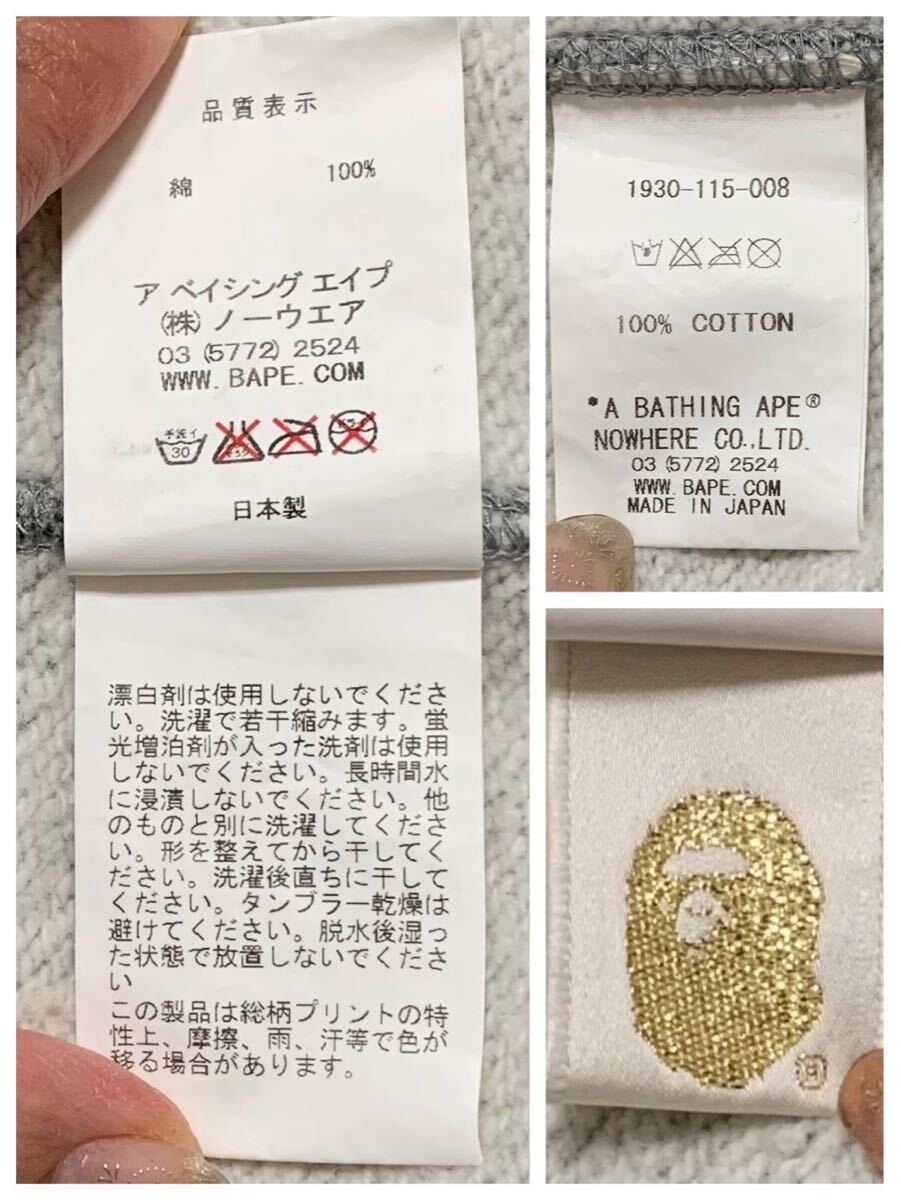 品質表示
綿 100%
ア ベイシング エイプ
(株) ノーウエア
03 (5772) 2524
WWW. BAPE. COM
手洗イ
30
日本製
漂白剤は使用しないでくださ
い。洗濯で若干縮みます。蛍
光増泊剤が入った洗剤は使用
しないでください。長時間水
に浸漬しないでください。他
のものと別に洗濯してくださ
い。形を整えてから干してく
ださい。洗濯後直ちに干して
ください。タンブラー乾燥は
避けてください。脱水後湿っ
た状態で放置しないでくださ
い
この製品は総柄プリントの特
性上、摩擦、雨、汗等で色が
移る場合があります。
1930-115-008
100% COTTON
*A BATHING APE®
NOWHERE CO.,LTD.
03 (5772) 2524
WWW. BAPE. COM
MADE IN JAPAN